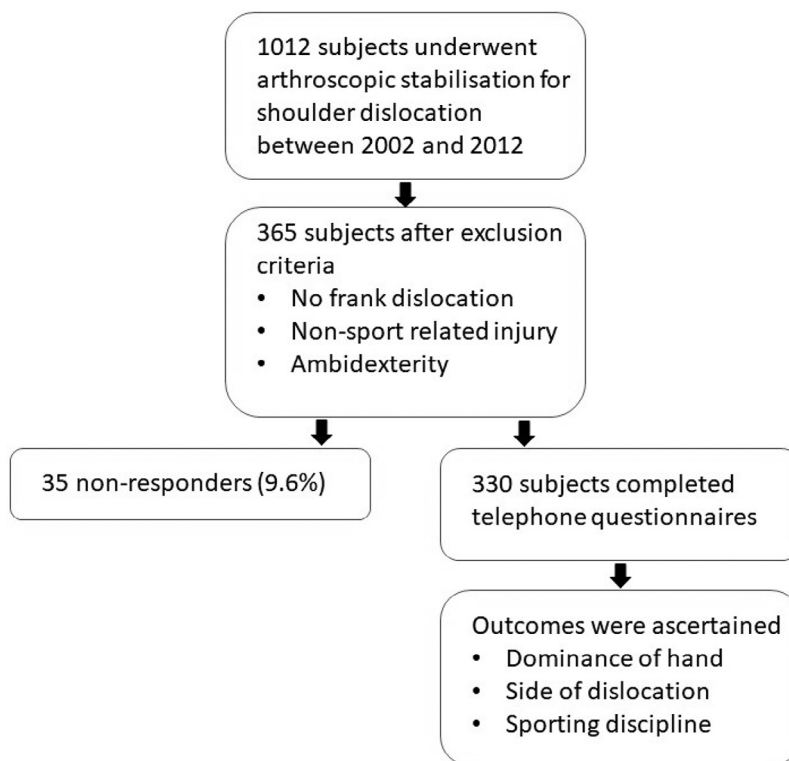 1012 subjects underwent
arthroscopic stabilisation for
shoulder dislocation
between 2002 and 2012
365 subjects after exclusion
criteria
• No frank dislocation
• Non-sport related injury
• Ambidexterity
35 non-responders (9.6%)
330 subjects completed
telephone questionnaires
Outcomes were ascertained
• Dominance of hand
• Side of dislocation
• Sporting discipline